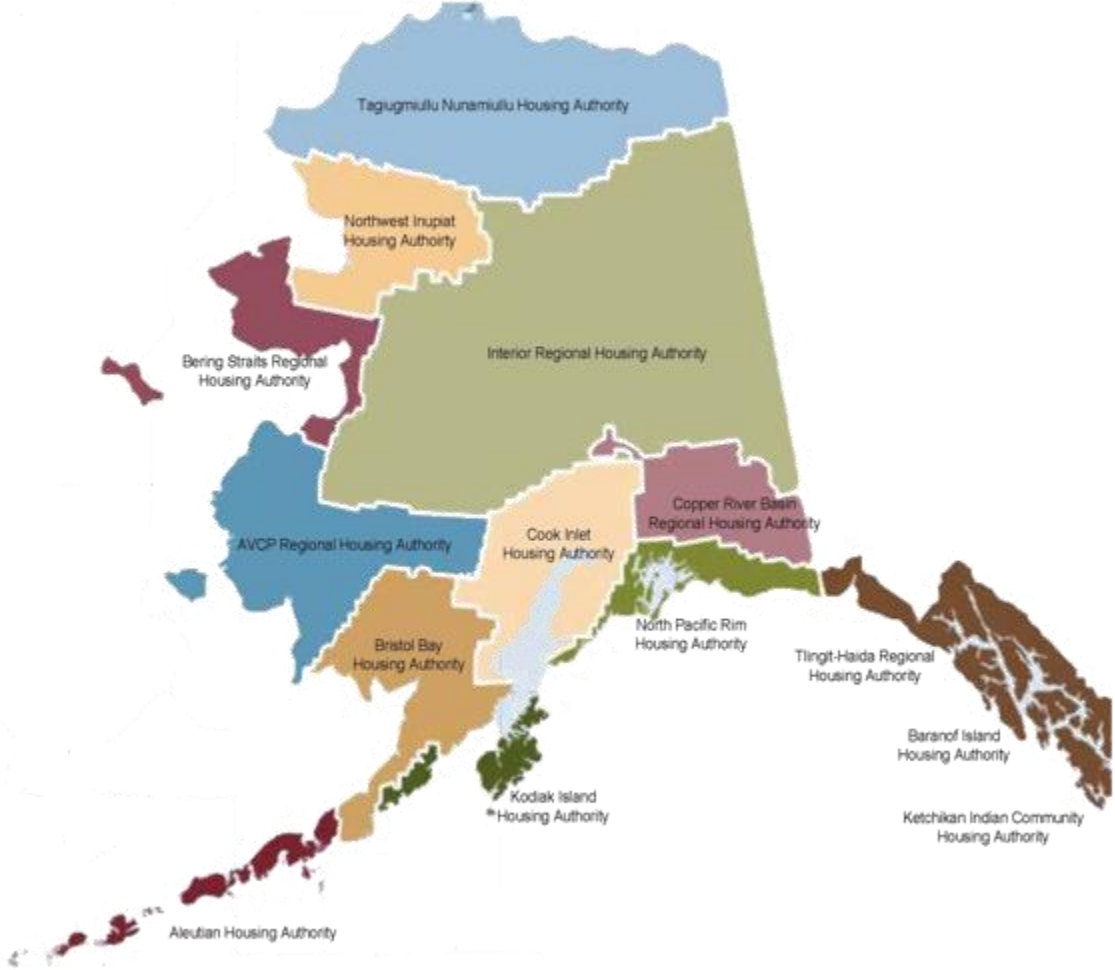 Tagiugmiullu Nunamiullu Housing Authority
Northwest Inupiat
Housing Authoirty
Interior Regional Housing Authority
Bering Straits Regional
Housing Authority
Copper River Basin
Regional Housing Authority
Cook Inlet
Housing Authority
AVCP Regional Housing Authority
North Pacific Rim
Housing Authority
Bristol Bay
Housing Authority
Tlingit-Haida Regional
Housing Authority
Baranof Island
Housing Authority
Kodiak Island
*Housing Authority
Ketchikan Indian Community
Housing Authority
Aleutian Housing Authority